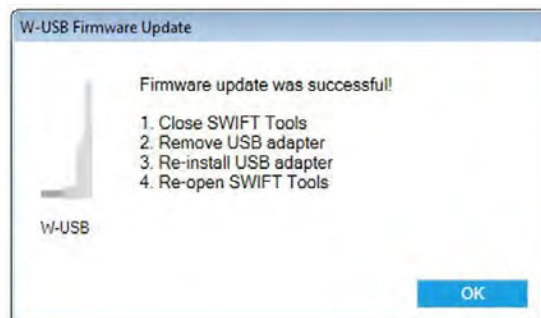 W-USB Firmware Update
Firmware update was successful!
1. Close SWIFT Tools
2. Remove USB adapter
3. Re-install USB adapter
4. Re-open SWIFT Tools
W-USB
OK